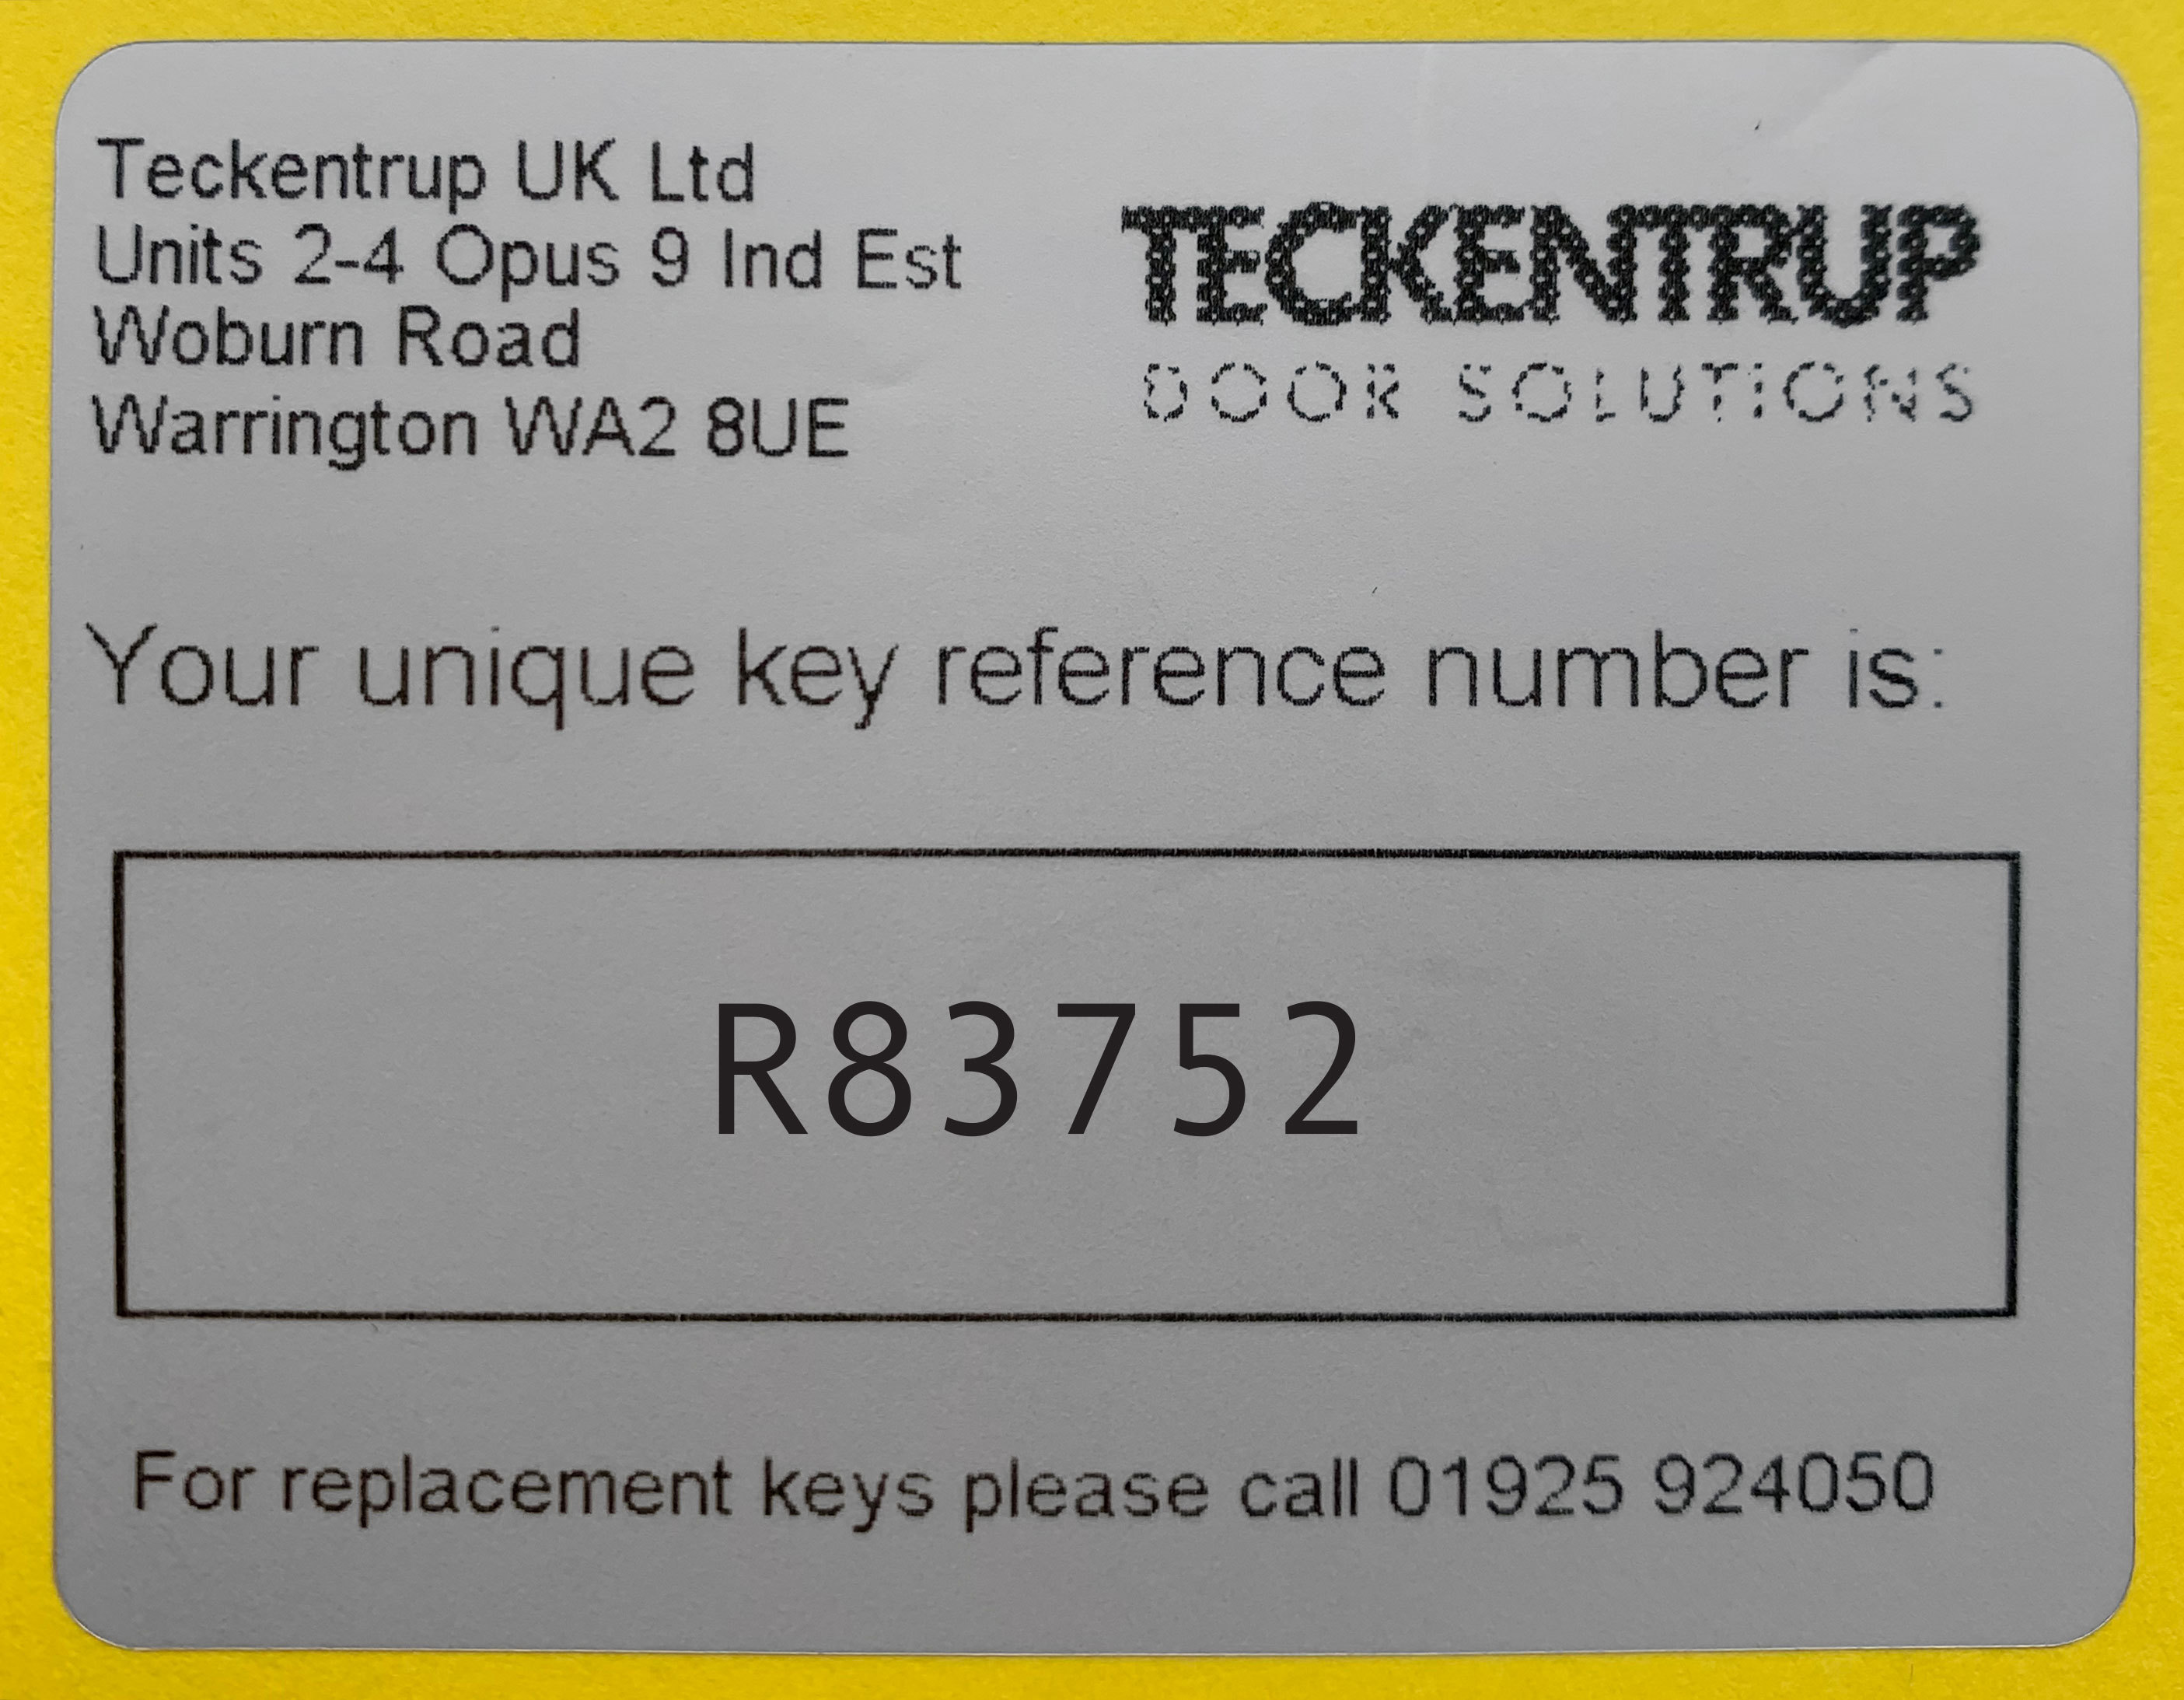 Teckentrup UK Ltd
Units 2-4 Opus 9 Ind Est
Woburn Road
Warrington WA2 8UE
TECKENTRUP
DOOR SOLUTIONS
Your unique key reference number is:
R83752
For replacement keys please call 01925 924050